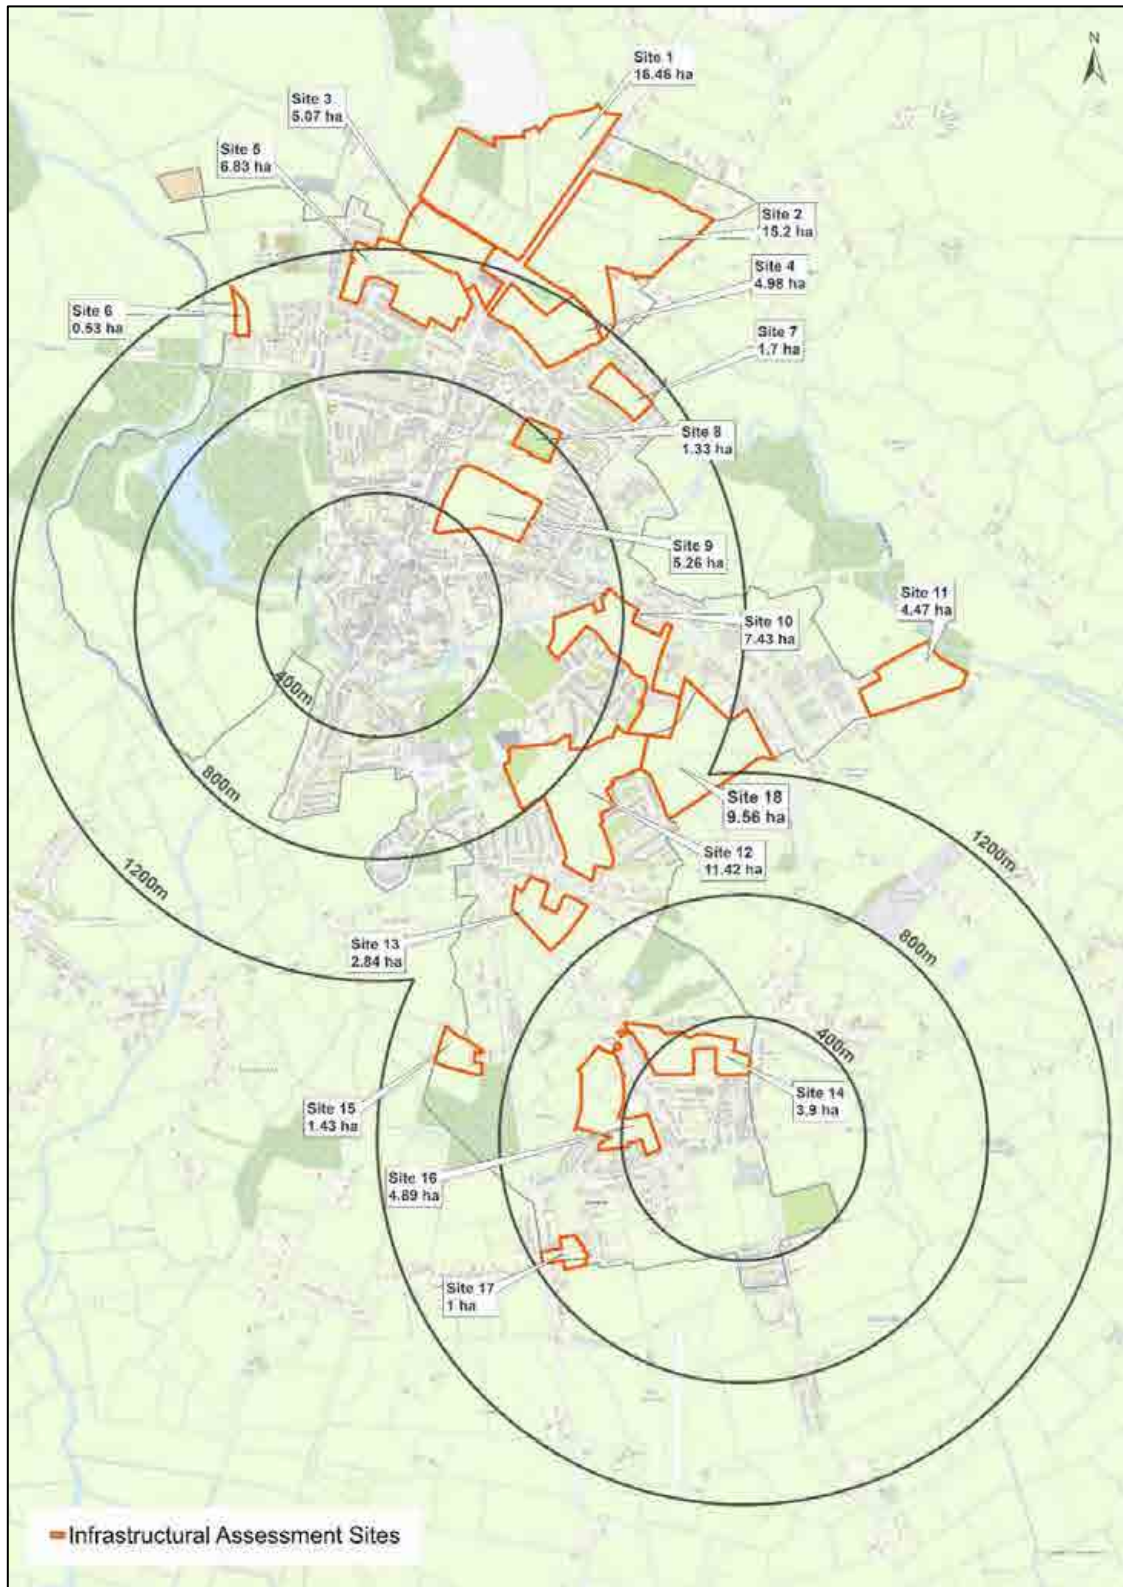 N
Site 1
16.46 ha
Site 3
5.07 ha
Site 5
6.83 ha
Site 2
15.2 ha
Site 4
4.98 ha
Site 6
0.53 ha
Site 7
1.7 ha
Site 8
1.33 ha
Site 9
5.26 ha
Site 11
4.47 ha
Site 10
7.43 ha
400m
800m
1200m
Site 18
9.56 ha
Site 12
11.42 ha
1200m
Site 13
2.84 ha
800m
400m
Site 14
3.9 ha
Site 15
1.43 ha
Site 16
4.89 ha
Site 17
1 ha
Infrastructural Assessment Sites